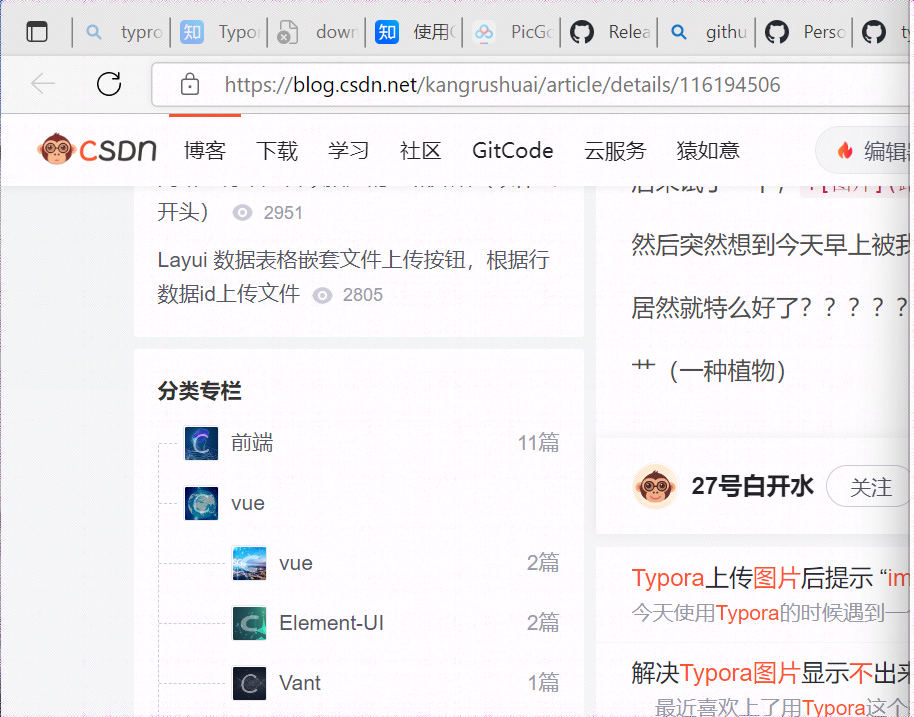 typro
Typor
down
使用
PicGo
Relea
githu
Perso
ty
https://blog.csdn.net/kangrushuai/article/details/116194506
CSDN
博客
下载
学习
社区
GitCode
云服务
猿如意
编辑
开头） 2951
Layui 数据表格嵌套文件上传按钮，根据行
数据id上传文件 2805
分类专栏
前端 11篇
vue
vue 2篇
Element-UI 2篇
Vant 1篇
然后突然想到今天早上被我
居然就特么好了？？？？？
艹（一种植物）
27号白开水 关注
Typora上传图片后提示 “im
今天使用Typora的时候遇到一
解决Typora图片显示不出来
最近喜欢上了用Typora这个